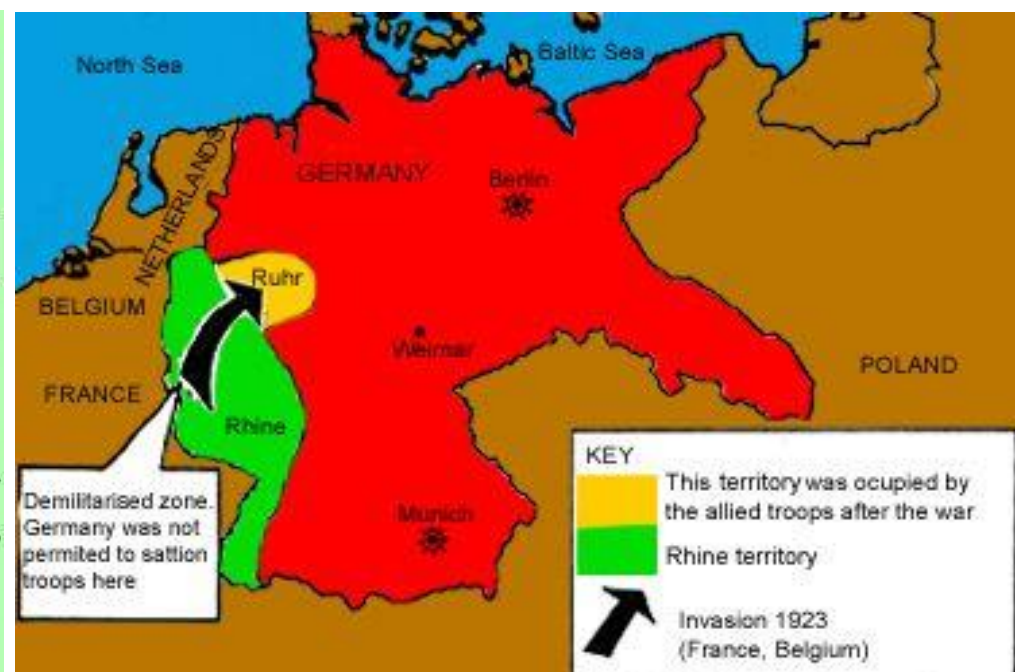 North Sea
Baltic Sea
NETHERLANDS
GERMANY
Berlin
Ruhr
BELGIUM
Weimar
POLAND
FRANCE
Rhine
Demilitarised zone.
Germany was not
permited to sattion
troops here
Munich
KEY
This territory was ocupied by
the allied troops after the war
Rhine territory
Invasion 1923
(France, Belgium)